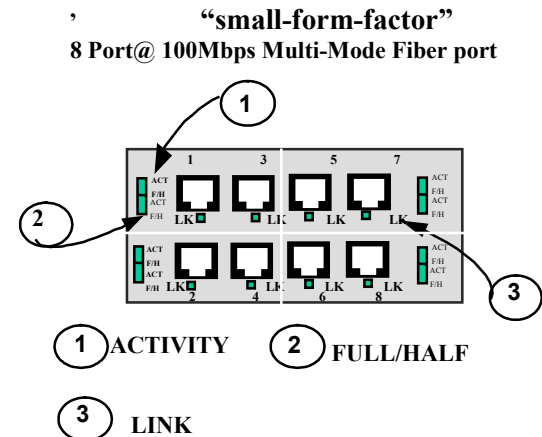 ’ “small-form-factor”
8 Port@ 100Mbps Multi-Mode Fiber port
1
1 3 5 7
ACT ACT
F/H F/H
ACT ACT
F/H F/H
2
LK LK LK LK
ACT ACT
F/H F/H
ACT ACT
F/H F/H
LK LK LK LK
2 4 6 8
3
1 ACTIVITY 2 FULL/HALF
3 LINK